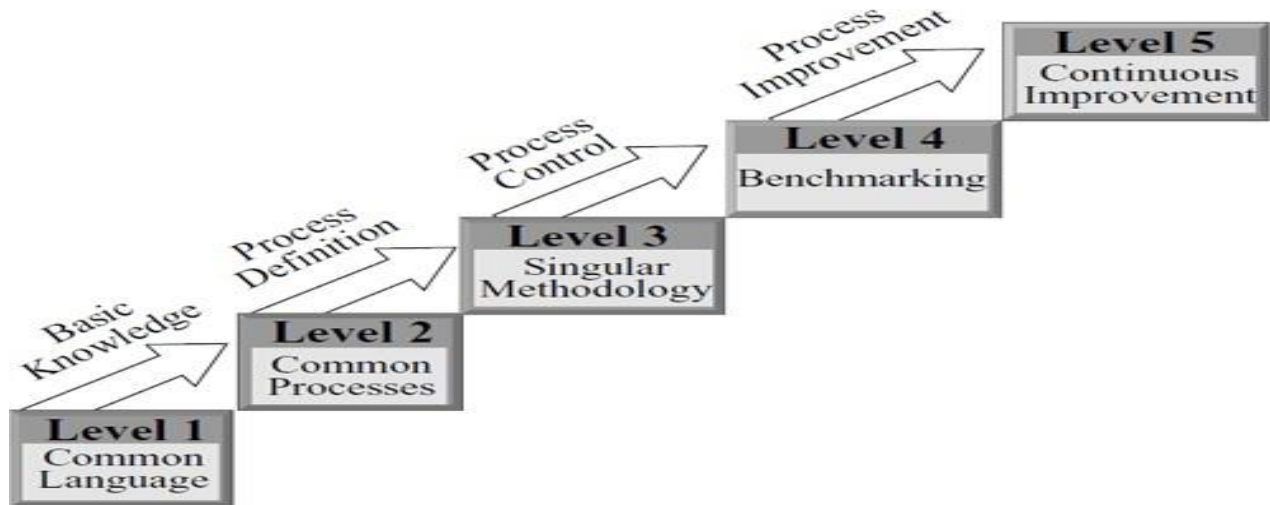 Level 1
Common
Language
Basic
Knowledge
Level 2
Common
Processes
Process
Definition
Level 3
Singular
Methodology
Process
Control
Level 4
Benchmarking
Process
Improvement
Level 5
Continuous
Improvement